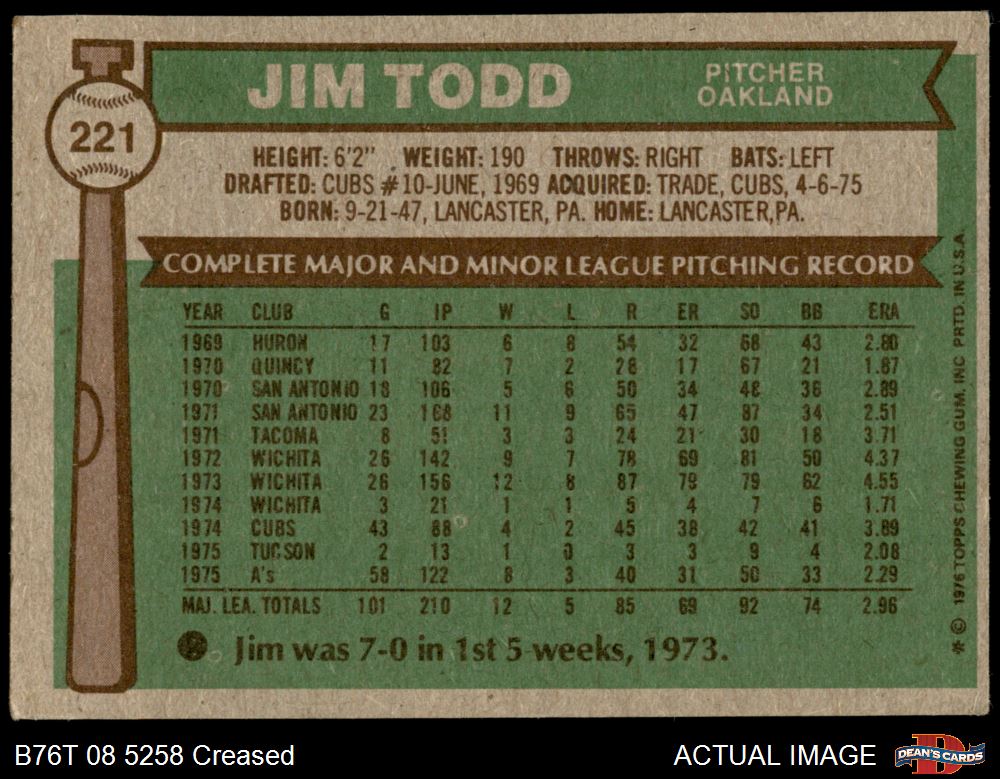 221
JIM TODD
PITCHER
OAKLAND
HEIGHT: 6'2" WEIGHT: 190 THROWS: RIGHT BATS: LEFT
DRAFTED: CUBS #10-JUNE, 1969 ACQUIRED: TRADE, CUBS, 4-6-75
BORN: 9-21-47, LANCASTER, PA. HOME: LANCASTER, PA.
COMPLETE MAJOR AND MINOR LEAGUE PITCHING RECORD
YEAR CLUB G IP W L R ER SO BB ERA
1969 HURON 17 103 6 8 54 32 68 43 2.80
1970 QUINCY 11 82 7 2 26 17 67 21 1.87
1970 SAN ANTONIO 18 106 5 6 50 34 48 36 2.89
1971 SAN ANTONIO 23 168 11 9 65 47 87 34 2.51
1971 TACOMA 8 51 3 3 24 21 30 18 3.71
1972 WICHITA 26 142 9 7 78 69 81 50 4.37
1973 WICHITA 26 156 12 8 87 79 79 62 4.55
1974 WICHITA 3 21 1 1 5 4 7 6 1.71
1974 CUBS 43 88 4 2 45 38 42 41 3.89
1975 TUCSON 2 13 1 0 3 3 9 4 2.08
1975 A's 58 122 8 3 40 31 50 33 2.29
MAJ. LEA. TOTALS 101 210 12 5 85 69 92 74 2.96
Jim was 7-0 in 1st 5 weeks, 1973.
* © 1976 TOPPS CHEWING GUM, INC PRTD. IN U.S.A.
B76T 08 5258 Creased
ACTUAL IMAGE
DEAN'S CARDS